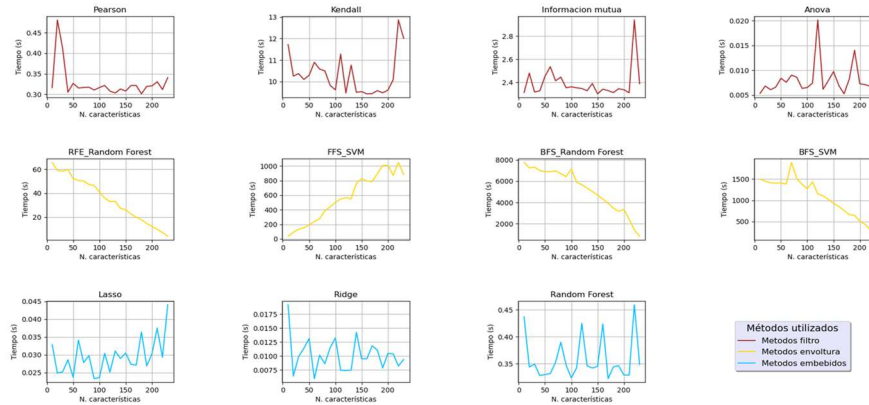 Pearson
Kendall
Informacion mutua
Anova
Tiempo (s)
0.45
0.40
0.35
0.30
0
50
100
150
200
N. características
Tiempo (s)
13
12
11
10
0
50
100
150
200
N. características
Tiempo (s)
2.8
2.6
2.4
0
50
100
150
200
N. características
Tiempo (s)
0.020
0.015
0.010
0.005
0
50
100
150
200
N. características
RFE_Random Forest
FFS_SVM
BFS_Random Forest
BFS_SVM
Tiempo (s)
60
40
20
0
50
100
150
200
N. características
Tiempo (s)
1000
800
600
400
200
0
0
50
100
150
200
N. características
Tiempo (s)
8000
6000
4000
2000
0
50
100
150
200
N. características
Tiempo (s)
1500
1000
500
0
50
100
150
200
N. características
Lasso
Ridge
Random Forest
Tiempo (s)
0.045
0.040
0.035
0.030
0.025
0
50
100
150
200
N. características
Tiempo (s)
0.0175
0.0150
0.0125
0.0100
0.0075
0
50
100
150
200
N. características
Tiempo (s)
0.45
0.40
0.35
0
50
100
150
200
N. características
Métodos utilizados
Metodos filtro
Metodos envoltura
Metodos embebidos